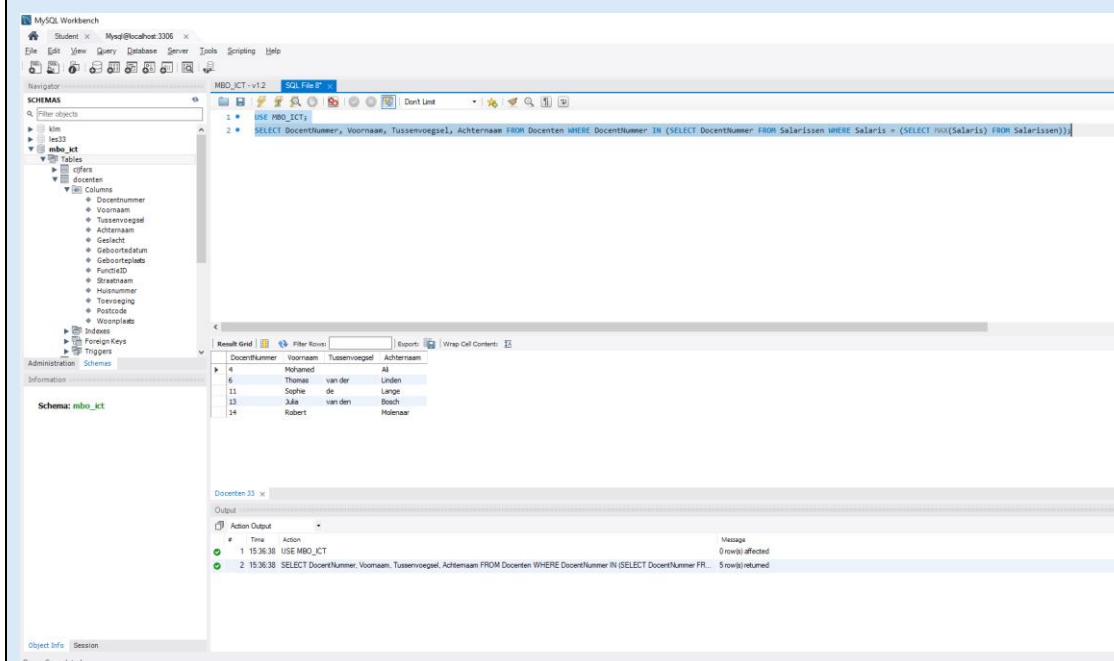 MySQL Workbench
Student Mysql@localhost:3306
File Edit View Query Database Server Tools Scripting Help
Navigator
SCHEMAS
Filter objects
klm
les33
mbo_ict
Tables
cijfers
docenten
Columns
Docentnummer
Voornaam
Tussenvoegsel
Achternaam
Geslacht
Geboortedatum
Geboorteplaats
FunctieID
Straatnaam
Huisnummer
Toevoeging
Postcode
Woonplaats
Indexes
Foreign Keys
Triggers
Administration Schemas
Information
Schema: mbo_ict
Object Info Session
MBO_ICT - v1.2 SQL File 8*
Don't Limit
1 USE MBO_ICT;
2 SELECT DocentNummer, Voornaam, Tussenvoegsel, Achternaam FROM Docenten WHERE DocentNummer IN (SELECT DocentNummer FROM Salarissen WHERE Salaris = (SELECT MAX(Salaris) FROM Salarissen));
Result Grid Filter Rows: Export: Wrap Cell Content:
DocentNummer Voornaam Tussenvoegsel Achternaam
4 Mohamed Ali
6 Thomas van der Linden
11 Sophie de Lange
13 Julia van den Bosch
14 Robert Molenaar
Docenten 33
Output
Action Output
# Time Action Message
1 15:36:38 USE MBO_ICT 0 row(s) affected
2 15:36:38 SELECT DocentNummer, Voornaam, Tussenvoegsel, Achternaam FROM Docenten WHERE DocentNummer IN (SELECT DocentNummer FR... 5 row(s) returned